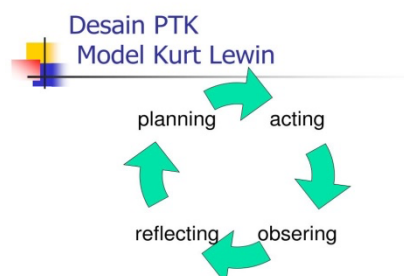 Desain PTK
Model Kurt Lewin
planning
acting
reflecting
obsering